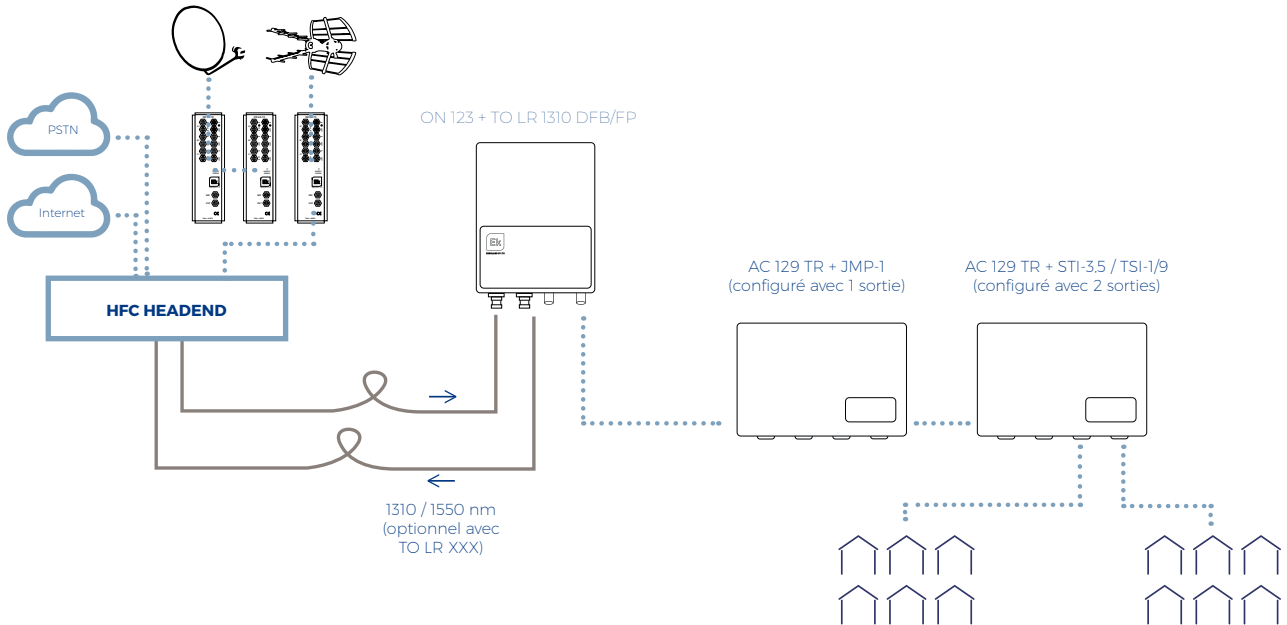 PSTN
Internet
HFC HEADEND
ON 123 + TO LR 1310 DFB/FP
Ek
1310 / 1550 nm
(optionnel avec
TO LR XXX)
AC 129 TR + JMP-1
(configuré avec 1 sortie)
AC 129 TR + STI-3,5 / TSI-1/9
(configuré avec 2 sorties)